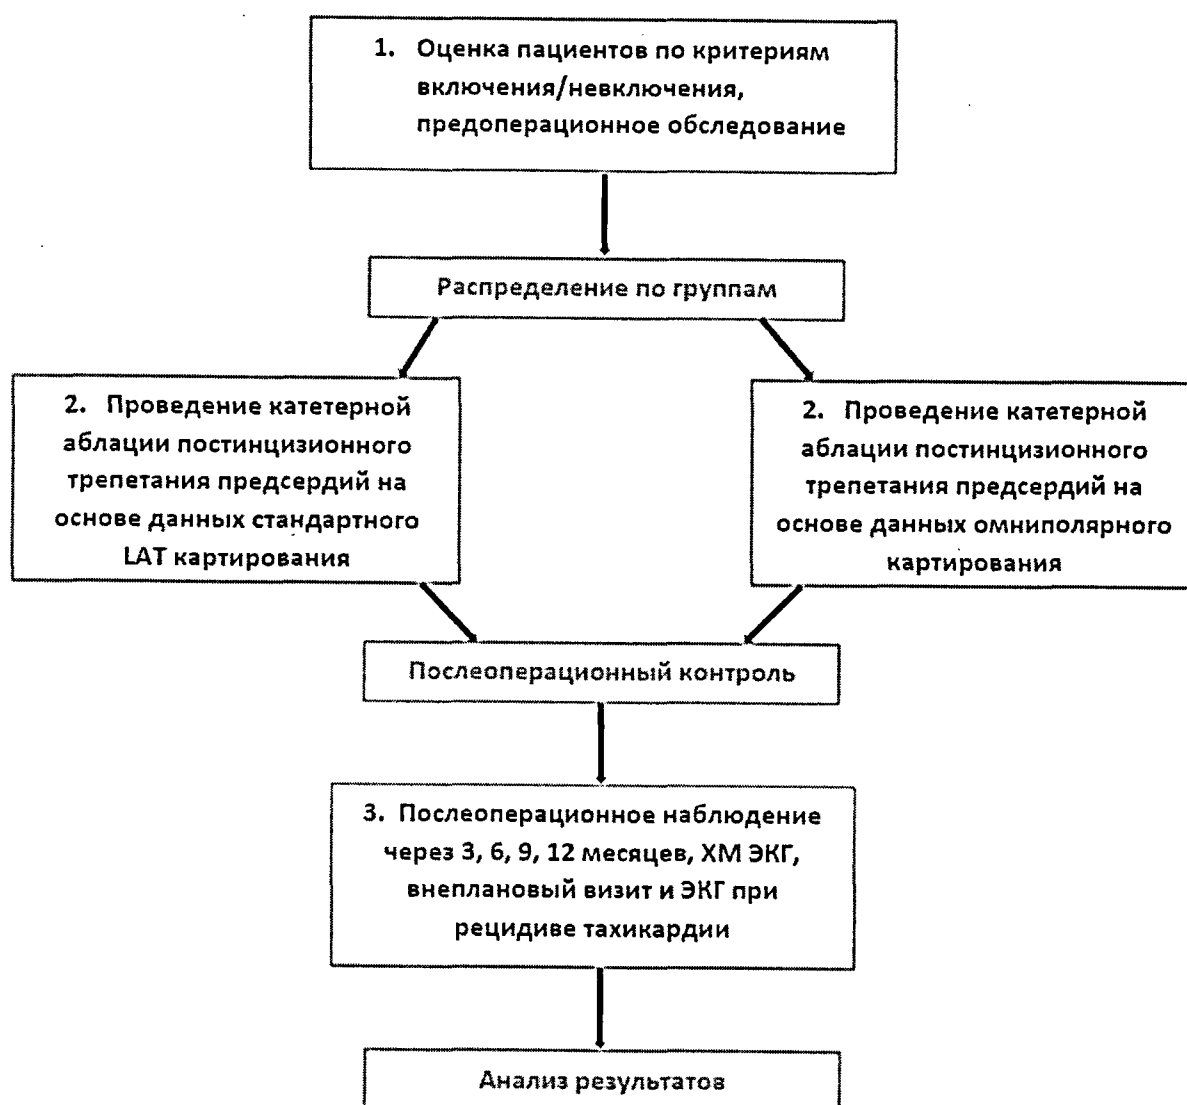 1. Оценка пациентов по критериям
включения/невключения,
предоперационное обследование
Распределение по группам
2. Проведение катетерной
аблации постинцизионного
трепетания предсердий на
основе данных стандартного
LAT картирования
2. Проведение катетерной
аблации постинцизионного
трепетания предсердий на
основе данных омниполярного
картирования
Послеоперационный контроль
3. Послеоперационное наблюдение
через 3, 6, 9, 12 месяцев, ХМ ЭКГ,
внеплановый визит и ЭКГ при
рецидиве тахикардии
Анализ результатов